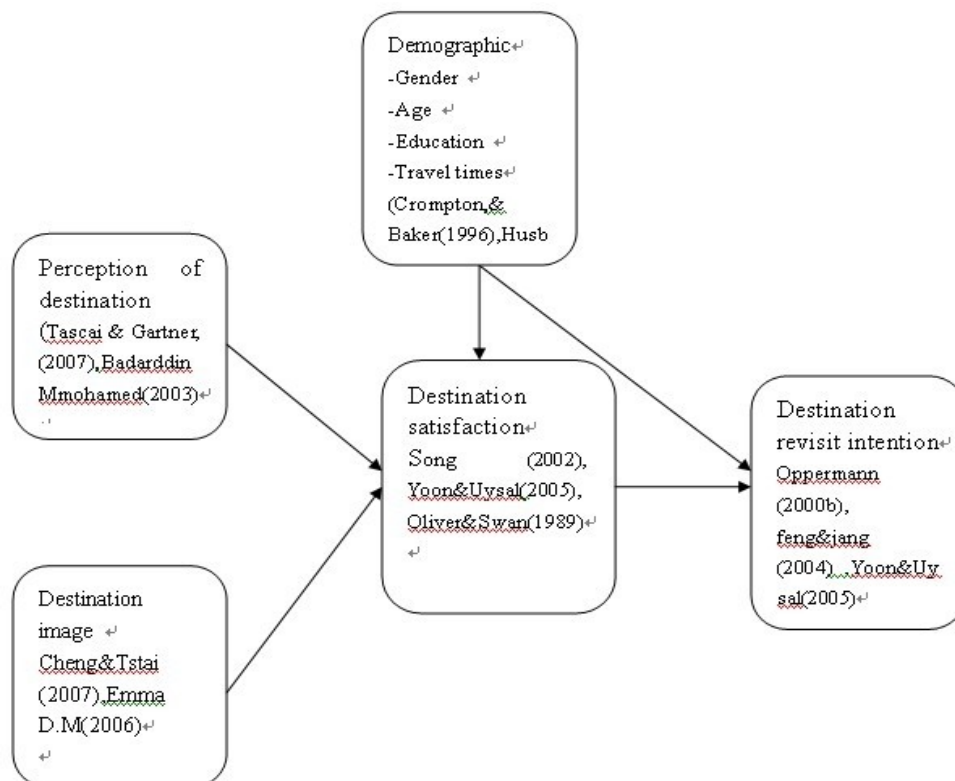 Demographic
-Gender
-Age
-Education
-Travel times
(Crompton,&
Baker(1996),Husb
Perception of
destination
(Tascai & Gartner,
(2007),Badarddin
Mmohamed(2003)
Destination
satisfaction
Song (2002),
Yoon&Uysal(2005),
Oliver&Swan(1989)
Destination
revisit intention
Oppermann
(2000b),
feng&jang
(2004) ,Yoon&Uy
sal(2005)
Destination
image
Cheng&Tstai
(2007),Emma
D.M(2006)